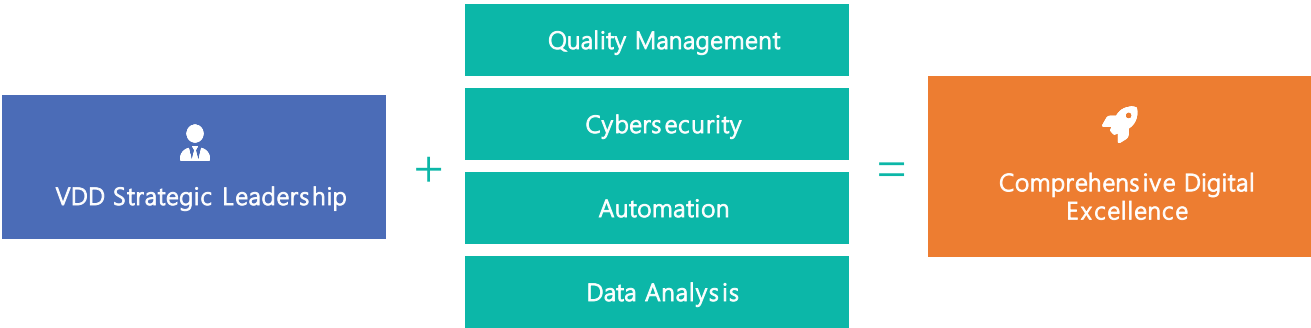 VDD Strategic Leadership
+
Quality Management
Cybersecurity
Automation
Data Analysis
=
Comprehensive Digital
Excellence